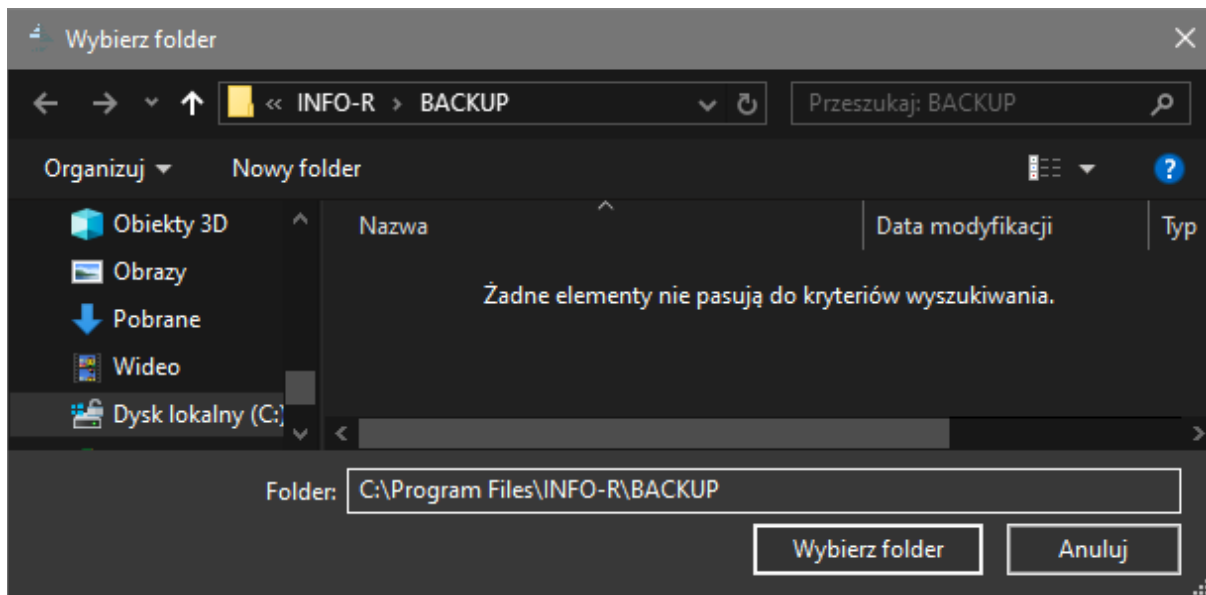 Wybierz folder
« INFO-R > BACKUP
Przeszukaj: BACKUP
Organizuj
Nowy folder
?
Obiekty 3D
Obrazy
Pobrane
Wideo
Dysk lokalny (C:)
Nazwa
Data modyfikacji
Typ
Żadne elementy nie pasują do kryteriów wyszukiwania.
Folder: C:\Program Files\INFO-R\BACKUP
Wybierz folder
Anuluj